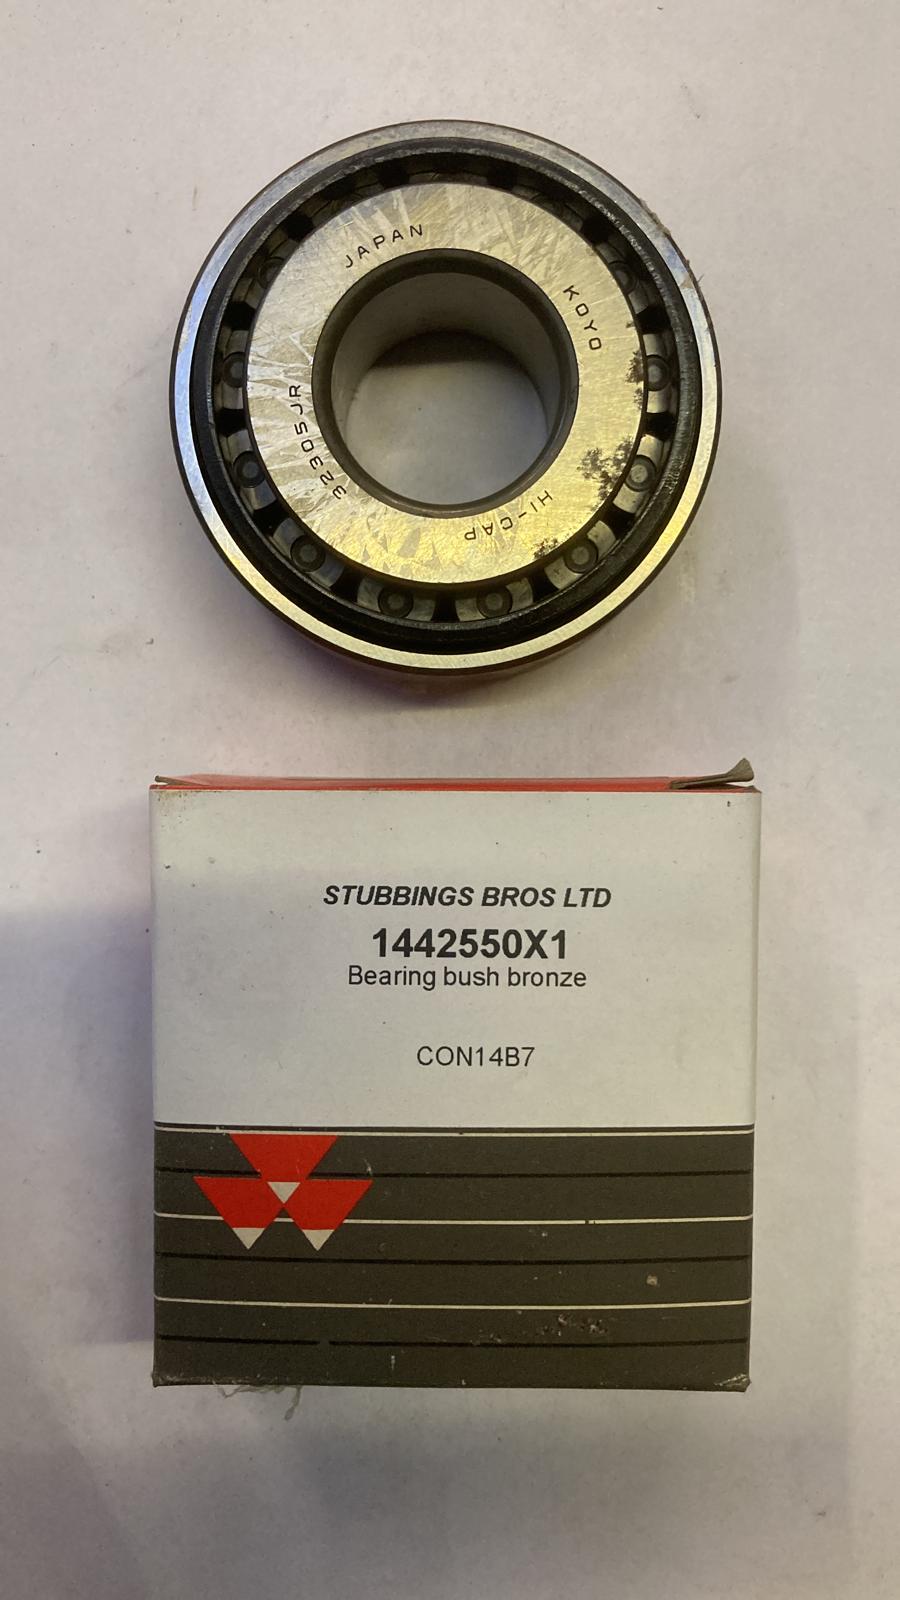 JAPAN
KOYO
32305JR
HI-CAP
STUBBINGS BROS LTD
1442550X1
Bearing bush bronze
CON14B7